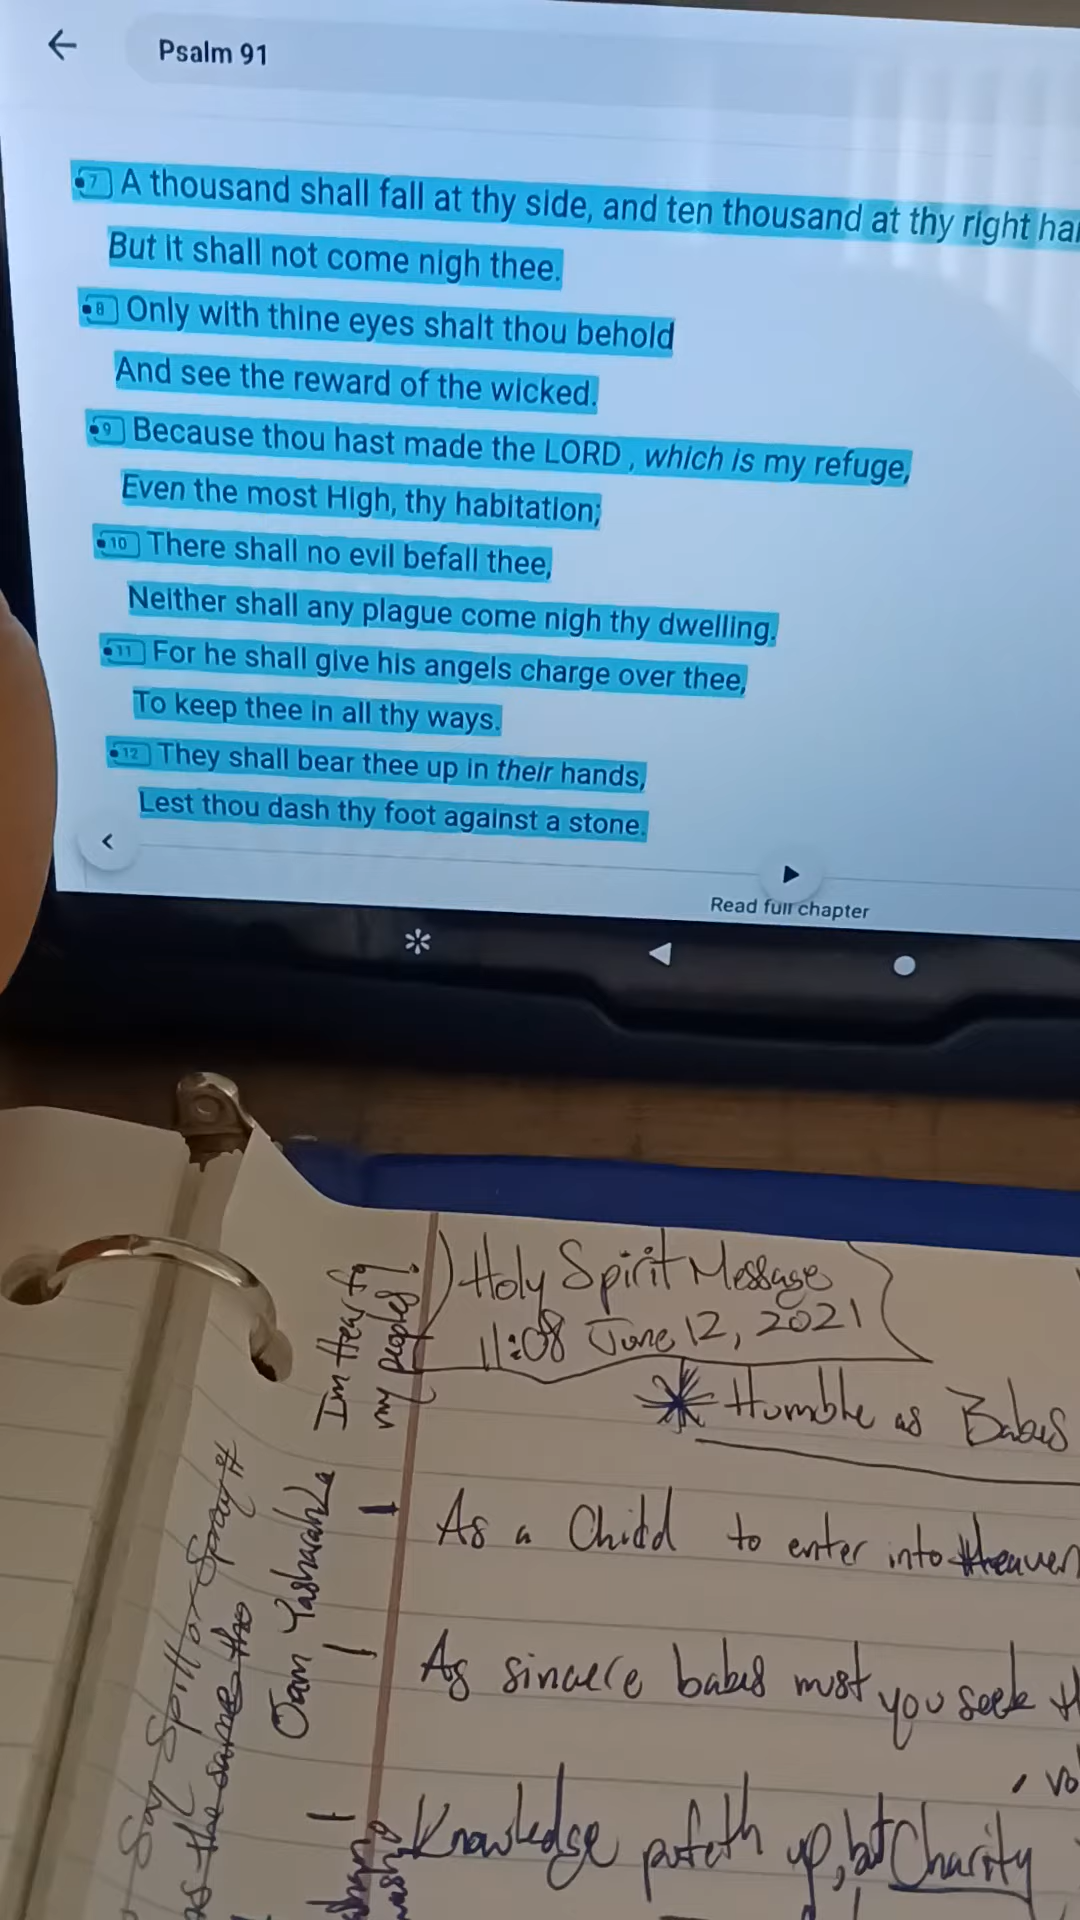 Psalm 91
7 A thousand shall fall at thy side, and ten thousand at thy right
But it shall not come nigh thee.
8 Only with thine eyes shalt thou behold
And see the reward of the wicked.
9 Because thou hast made the LORD , which is my refuge,
Even the most High, thy habitation;
10 There shall no evil befall thee,
Neither shall any plague come nigh thy dwelling.
11 For he shall give his angels charge over thee,
To keep thee in all thy ways.
12 They shall bear thee up in their hands,
Lest thou dash thy foot against a stone.
Read full chapter
Holy Spirit Message
11:08 June 12, 2021
Humble as Babes
As a Child to enter into Heaven
As sincere babes must you seek
Knowledge pufeth up, but Charity
my peoples!